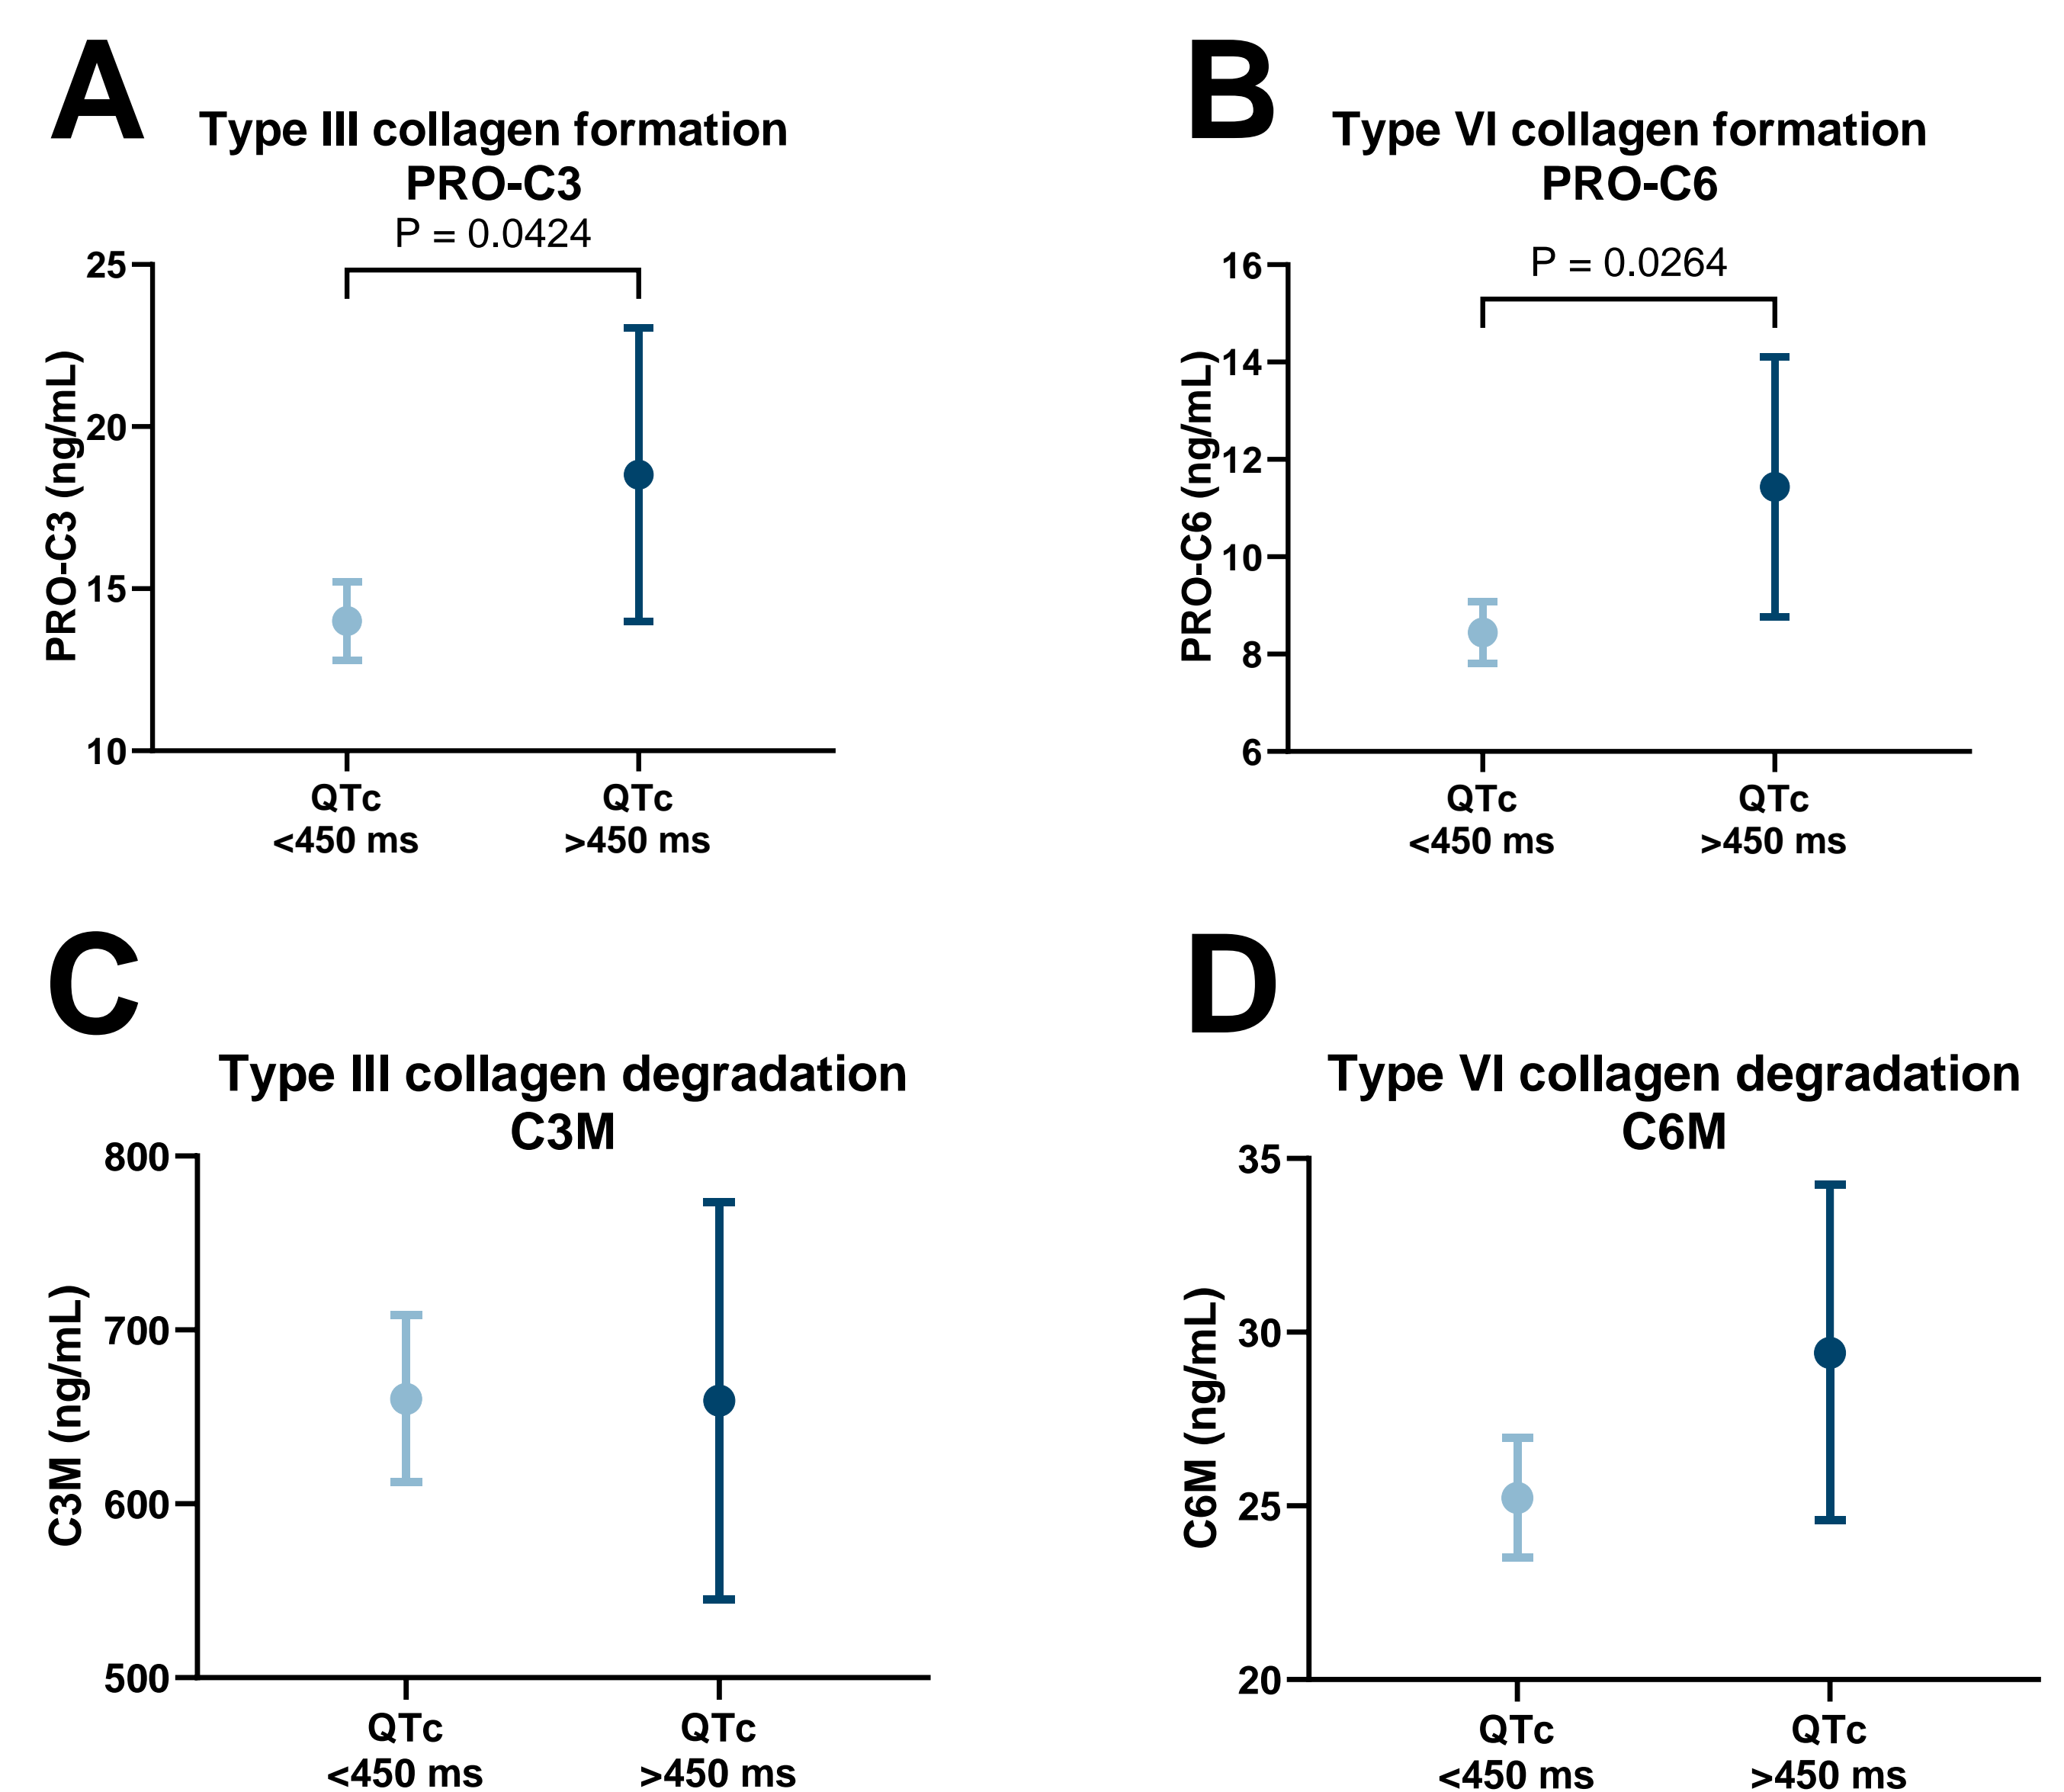 A
Type III collagen formation
PRO-C3
P = 0.0424
PRO-C3 (ng/mL)
25
20
15
10
QTc
<450 ms
QTc
>450 ms
B
Type VI collagen formation
PRO-C6
P = 0.0264
PRO-C6 (ng/mL)
16
14
12
10
8
6
QTc
<450 ms
QTc
>450 ms
C
Type III collagen degradation
C3M
C3M (ng/mL)
800
700
600
500
QTc
<450 ms
QTc
>450 ms
D
Type VI collagen degradation
C6M
C6M (ng/mL)
35
30
25
20
QTc
<450 ms
QTc
>450 ms